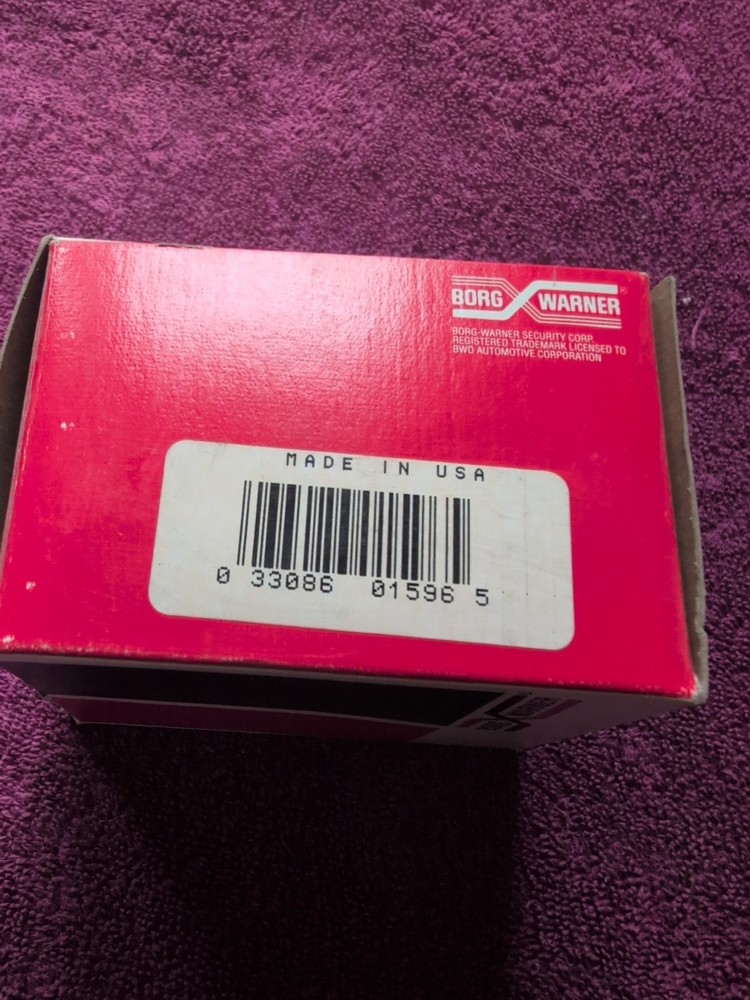 BORG WARNER
BORG-WARNER SECURITY CORP.
REGISTERED TRADEMARK LICENSED TO
BWD AUTOMOTIVE CORPORATION
MADE IN USA
0 33086 01596 5